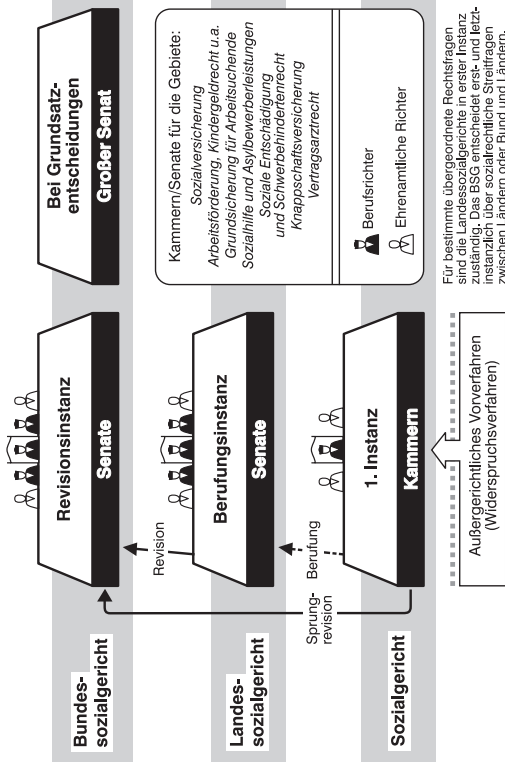 Bundes-
sozialgericht
Revisionsinstanz
Senate
Bei Grundsatz-
entscheidungen
Großer Senat
Revision
Landes-
sozialgericht
Berufungsinstanz
Senate
Sprung-
revision
Berufung
Sozialgericht
1. Instanz
Kammern
Außergerichtliches Vorverfahren
(Widerspruchsverfahren)
Kammern/Senate für die Gebiete:
Sozialversicherung
Arbeitsförderung, Kindergeldrecht u.a.
Grundsicherung für Arbeitsuchende
Sozialhilfe und Asylbewerberleistungen
Soziale Entschädigung
und Schwerbehindertenrecht
Knappschaftsversicherung
Vertragsarztrecht
Berufsrichter
Ehrenamtliche Richter
Für bestimmte übergeordnete Rechtsfragen
sind die Landessozialgerichte in erster Instanz
zuständig. Das BSG entscheidet erst- und letzt-
instanzlich über sozialrechtliche Streitfragen
zwischen Ländern oder Bund und Ländern.